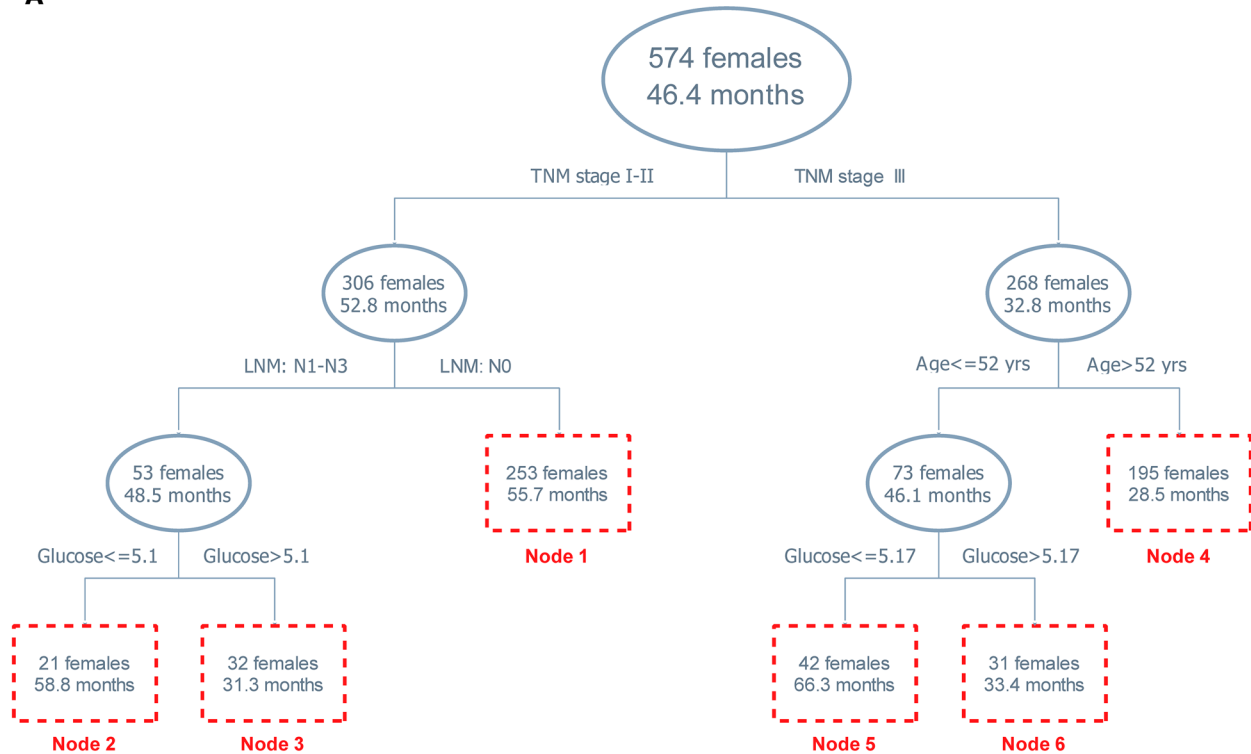 A
574 females
46.4 months
TNM stage I-II
TNM stage III
306 females
52.8 months
268 females
32.8 months
LNM: N1-N3
LNM: N0
Age<=52 yrs
Age>52 yrs
53 females
48.5 months
253 females
55.7 months
73 females
46.1 months
195 females
28.5 months
Node 1
Node 4
Glucose<=5.1
Glucose>5.1
Glucose<=5.17
Glucose>5.17
21 females
58.8 months
32 females
31.3 months
42 females
66.3 months
31 females
33.4 months
Node 2
Node 3
Node 5
Node 6